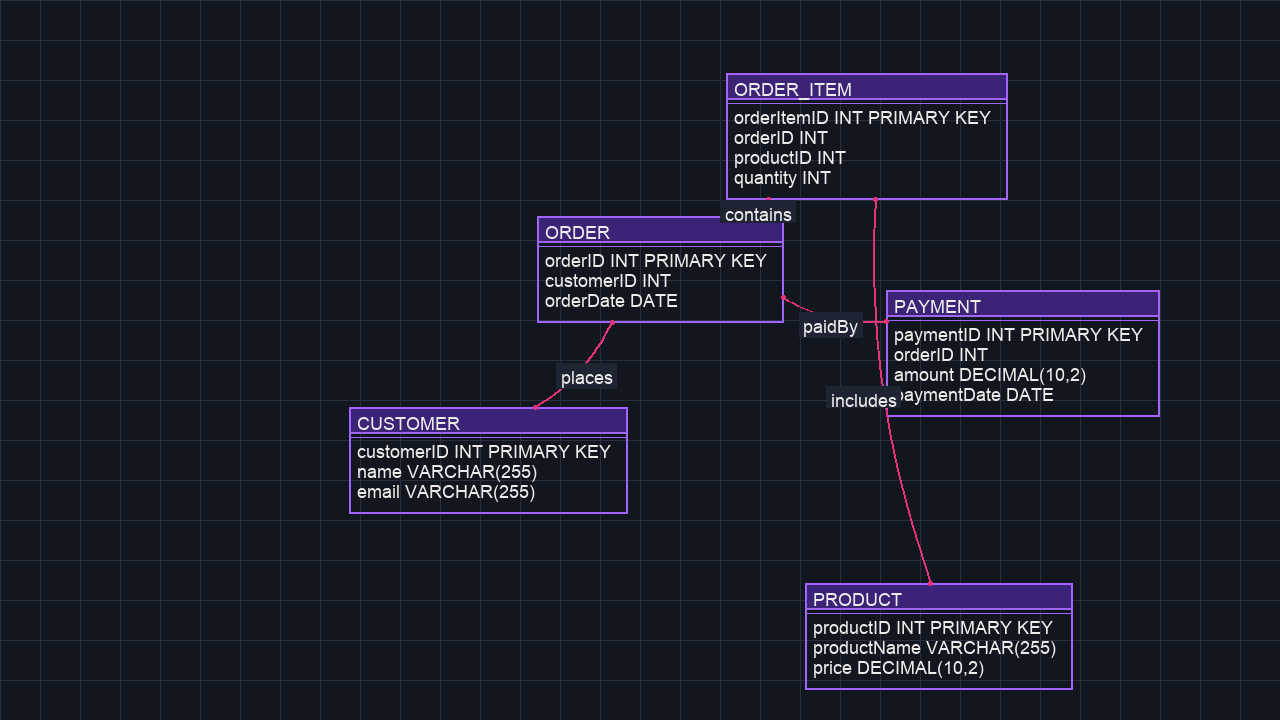 ORDER_ITEM
orderItemID INT PRIMARY KEY
orderID INT
productID INT
quantity INT
contains
ORDER
orderID INT PRIMARY KEY
customerID INT
orderDate DATE
paidBy
PAYMENT
paymentID INT PRIMARY KEY
orderID INT
amount DECIMAL(10,2)
paymentDate DATE
places
includes
CUSTOMER
customerID INT PRIMARY KEY
name VARCHAR(255)
email VARCHAR(255)
PRODUCT
productID INT PRIMARY KEY
productName VARCHAR(255)
price DECIMAL(10,2)